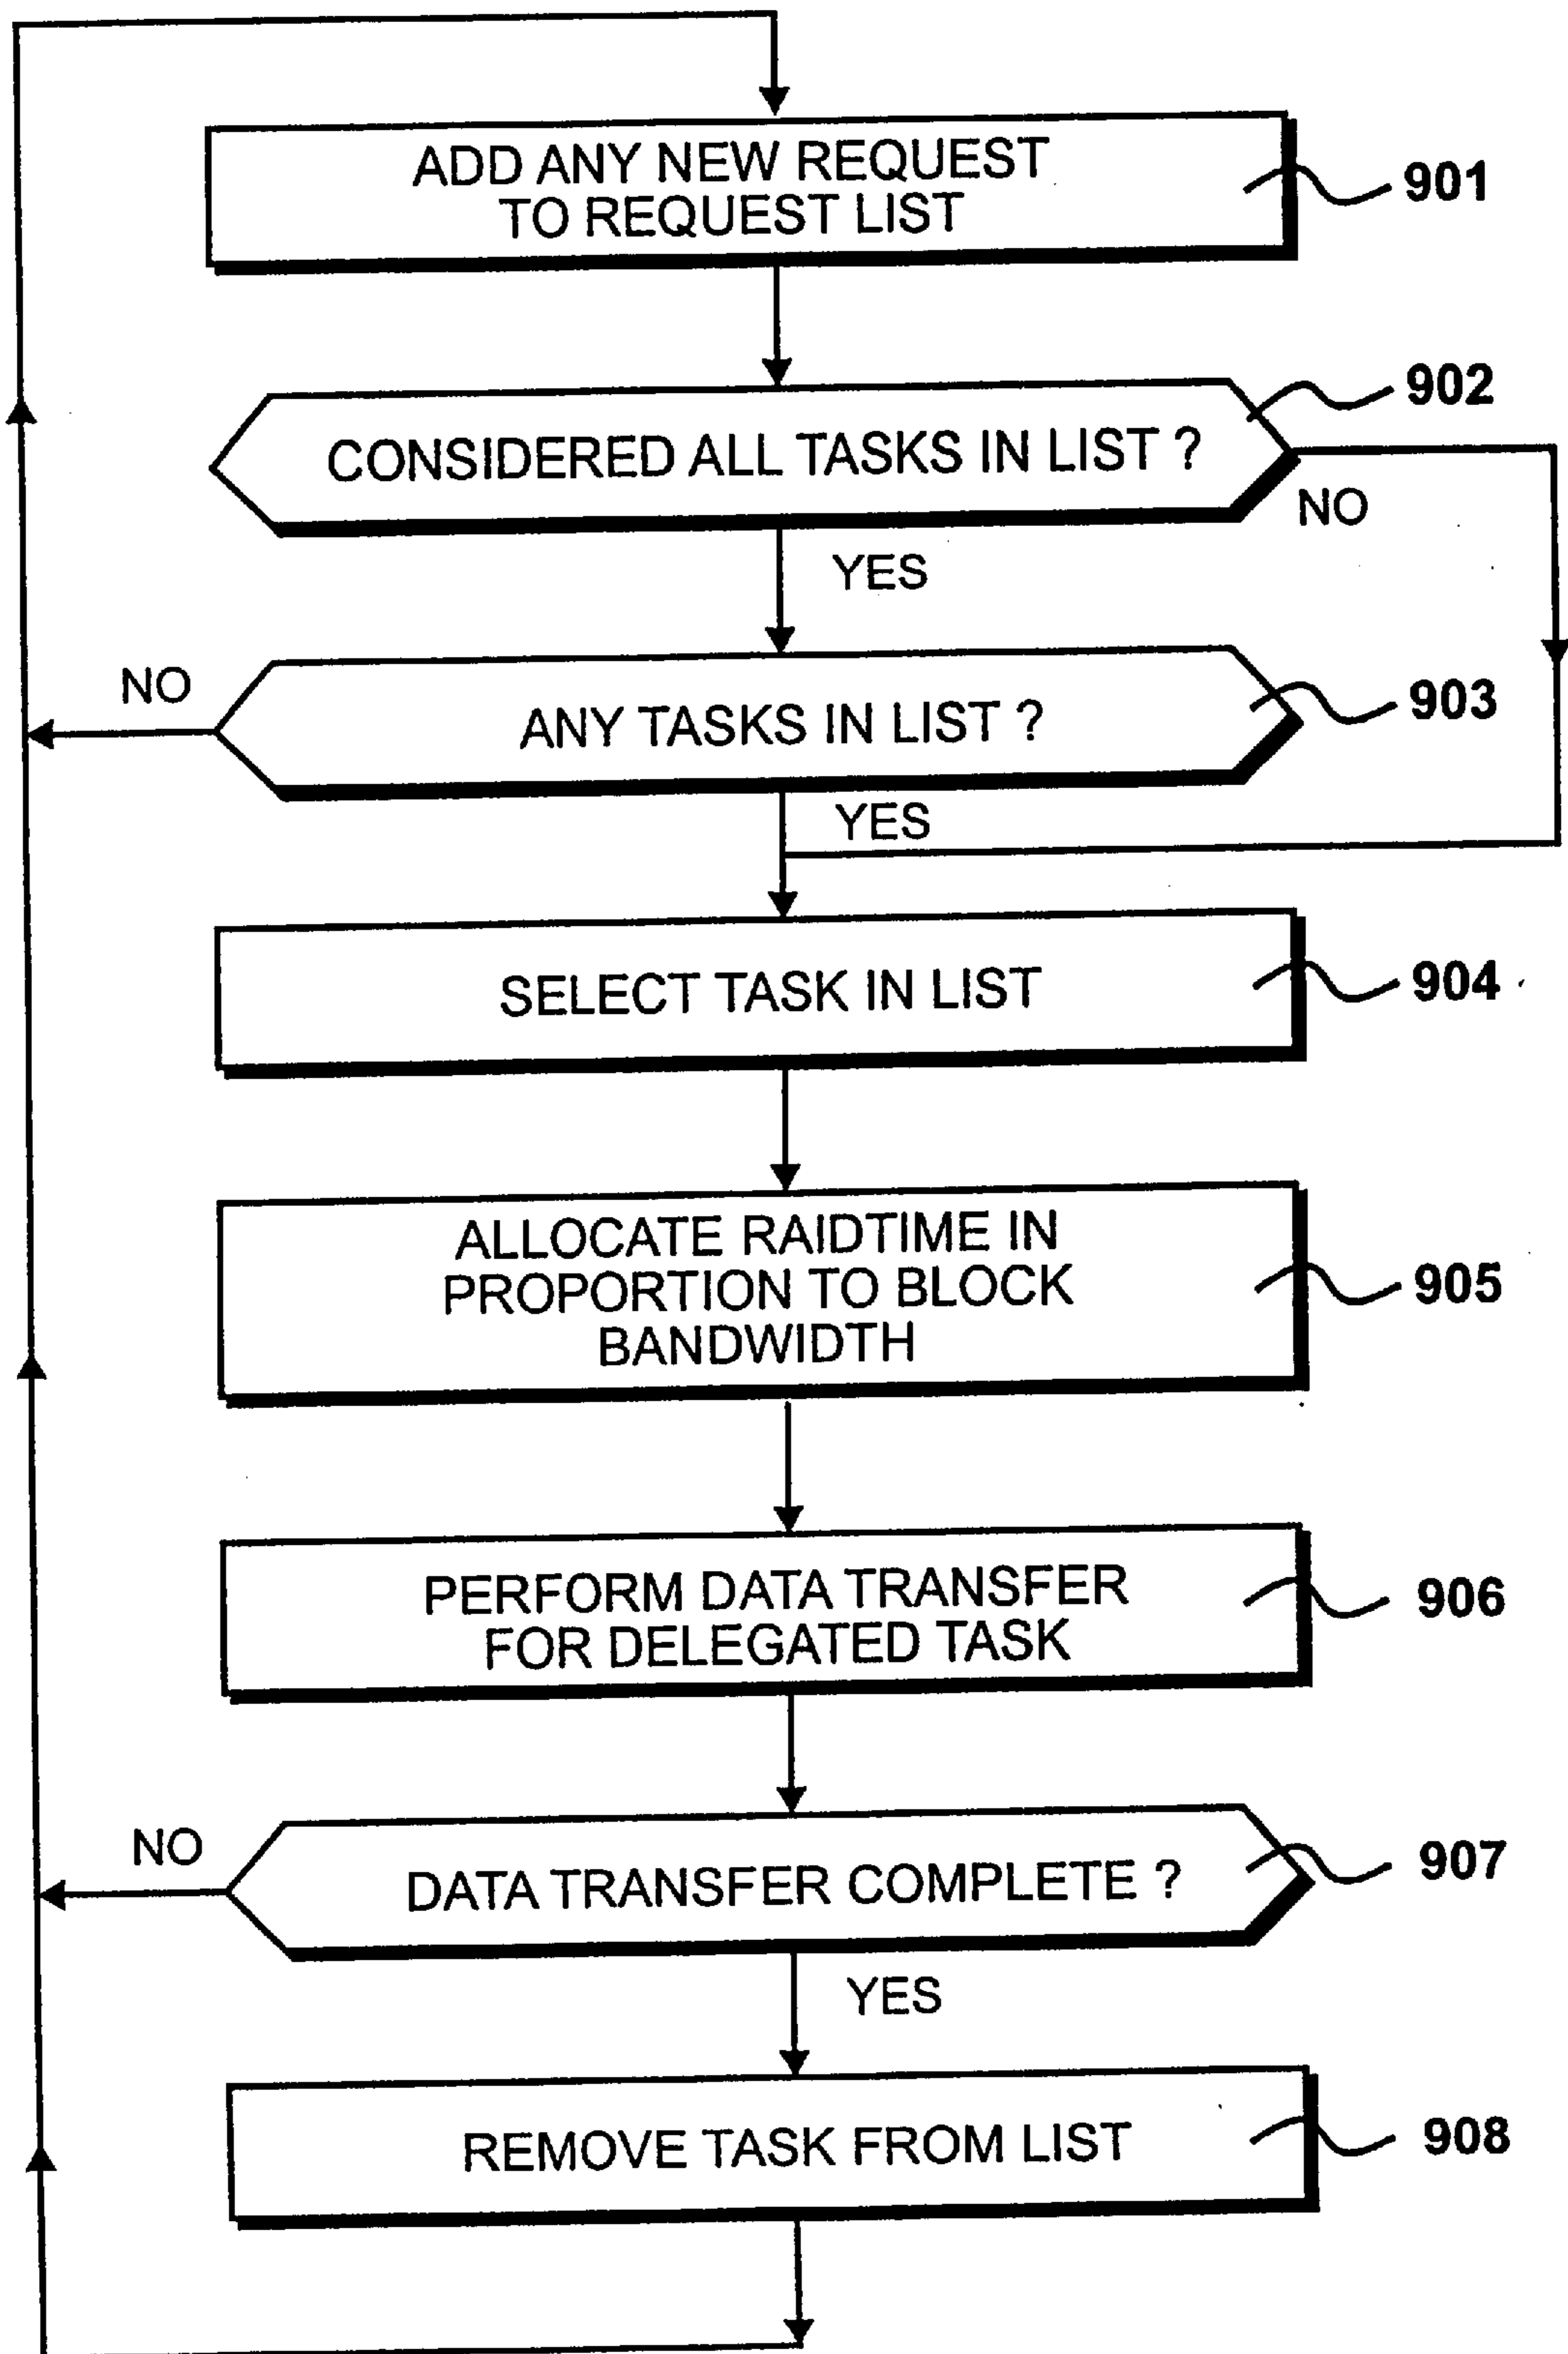 ADD ANY NEW REQUEST
TO REQUEST LIST
901
902
CONSIDERED ALL TASKS IN LIST ?
NO
YES
NO
ANY TASKS IN LIST ?
903
YES
SELECT TASK IN LIST
904
ALLOCATE RAIDTIME IN
PROPORTION TO BLOCK
BANDWIDTH
905
PERFORM DATA TRANSFER
FOR DELEGATED TASK
906
NO
DATA TRANSFER COMPLETE ?
907
YES
REMOVE TASK FROM LIST
908